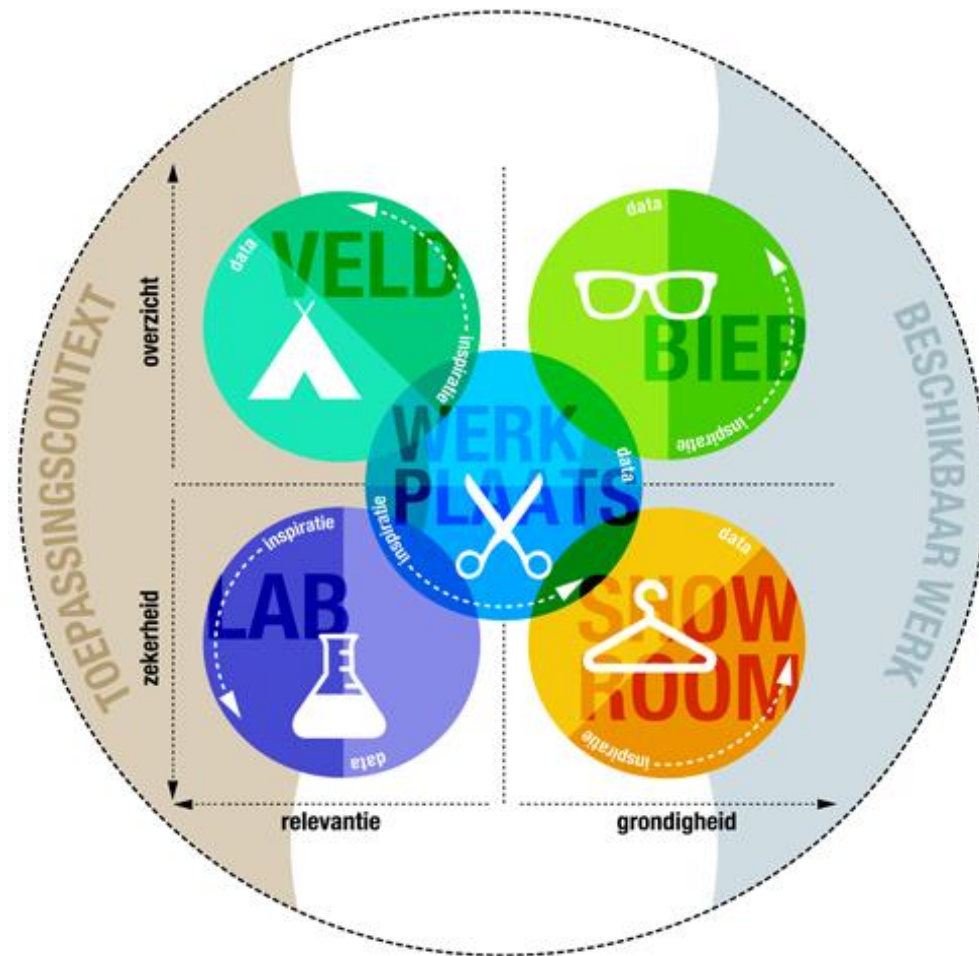 TOEPASSINGSCONTEXT
overzicht
zekerheid
data
VELD
inspiratie
data
BIEB
inspiratie
WERK
PLAATS
data
inspiratie
inspiratie
LAB
data
data
SHOW
ROOM
inspiratie
BESCHIKBAAR WERK
relevantie
grondigheid